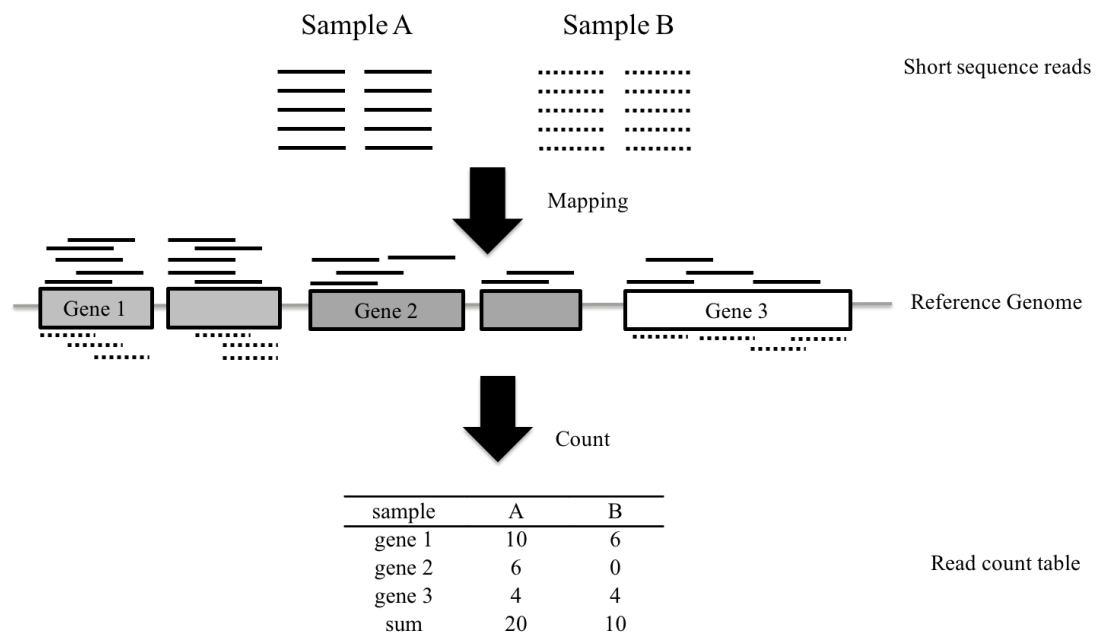 Sample A
Sample B
Short sequence reads
Mapping
Gene 1
Gene 2
Gene 3
Reference Genome
Count
sample A B
gene 1 10 6
gene 2 6 0
gene 3 4 4
sum 20 10
Read count table